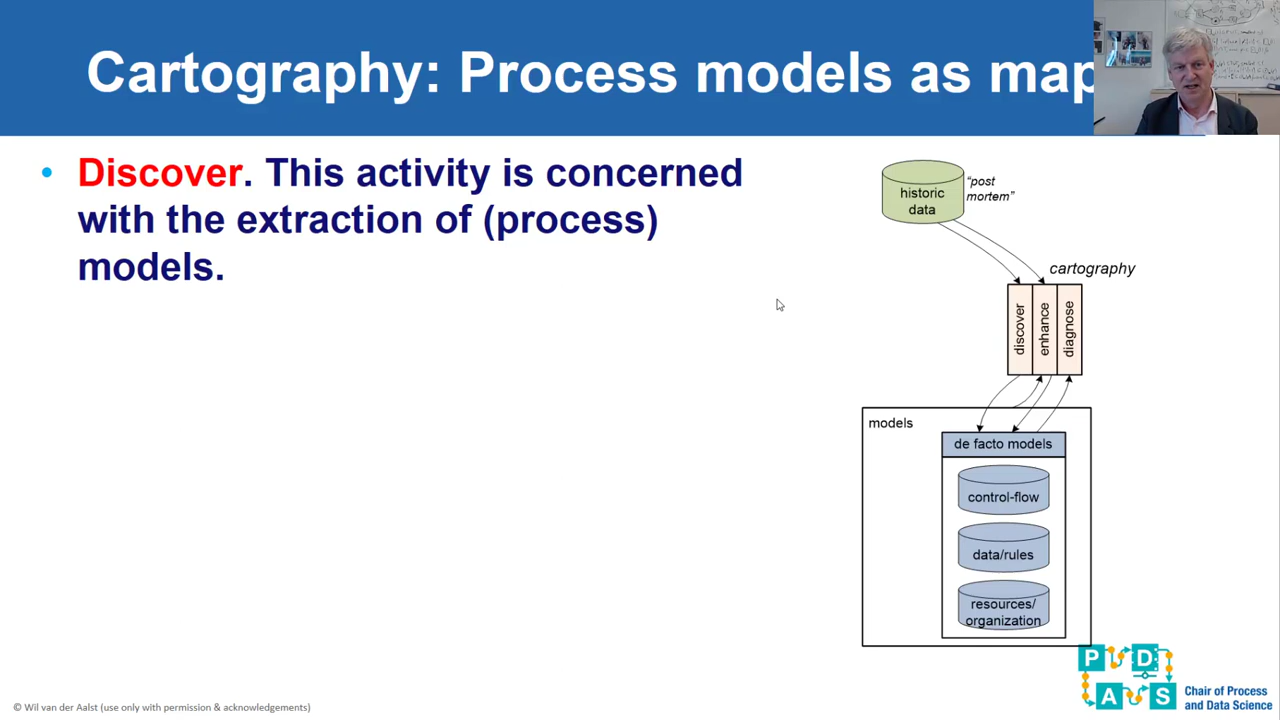 Cartography: Process models as map
• Discover. This activity is concerned
with the extraction of (process)
models.
historic
data
“post
mortem”
cartography
discover
enhance
diagnose
models
de facto models
control-flow
data/rules
resources/
organization
P D
A S
Chair of Process
and Data Science
© Wil van der Aalst (use only with permission & acknowledgements)